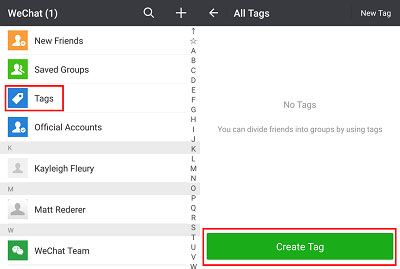 WeChat (2)
New Friends
Saved Groups
Tags
Official Accounts
K
Kayleigh Fleury
M
Matt Rederer
W
WeChat Team
↑
☆
A
B
C
D
E
F
G
H
I
J
K
L
M
N
O
P
Q
R
S
T
U
V
W
All Tags
New Tag
No Tags
You can divide friends into groups by using tags
Create Tag